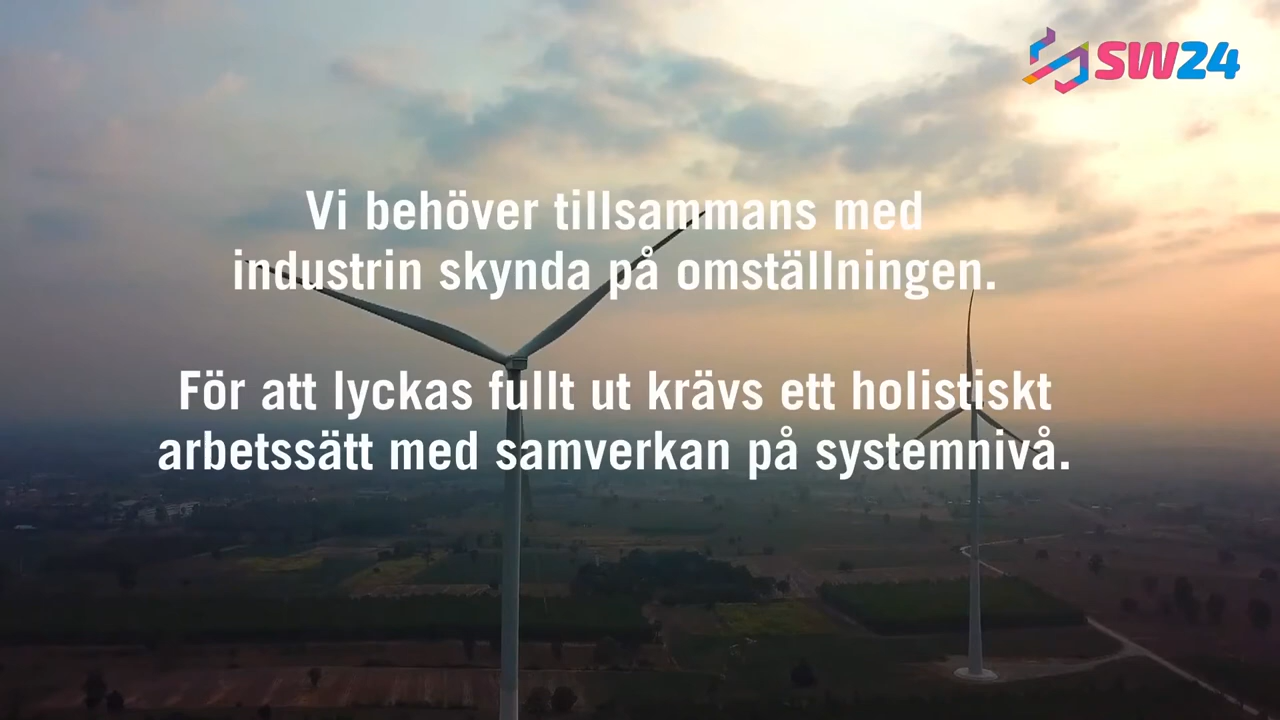 SW24
Vi behöver tillsammans med
industrin skynda på omställningen.
För att lyckas fullt ut krävs ett holistiskt
arbetssätt med samverkan på systemnivå.